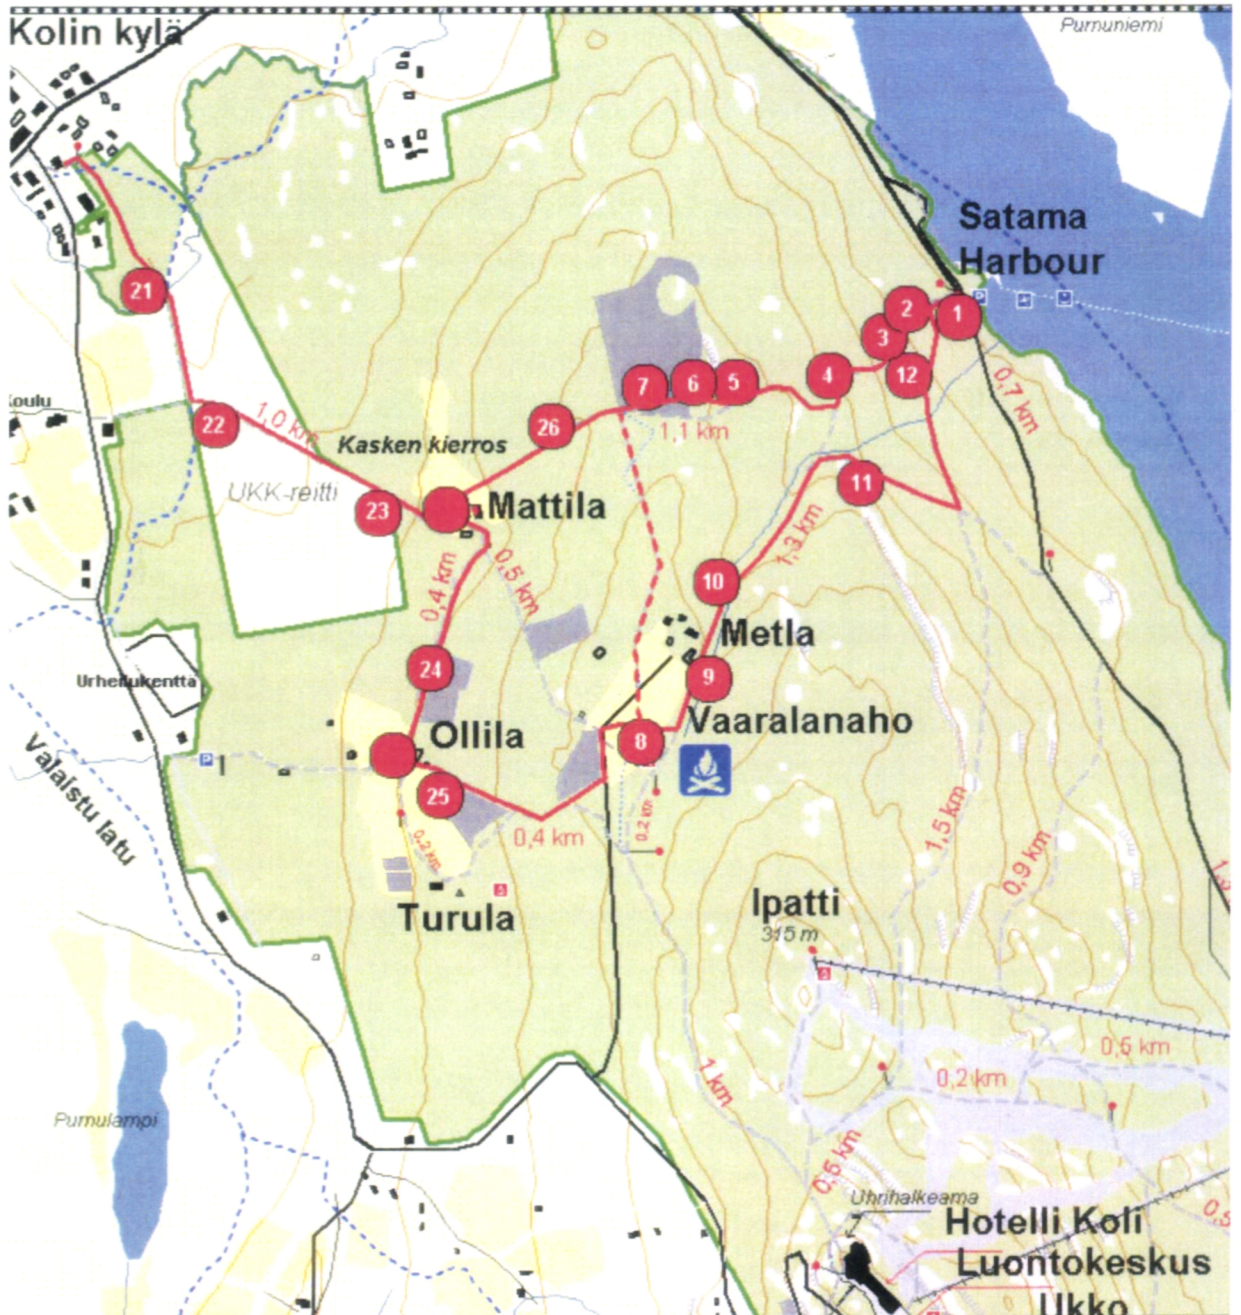 Kolin kylä
Purnuniemi
Satama
Harbour
21
2
1
3
4
12
7
6
5
0,7 km
22
1,0 km
26
1,1 km
Kasken kierros
UKK-reitti
23
Mattila
11
1,3 km
0,4 km
0,5 km
10
Metla
24
9
Urheilukenttä
Ollila
Vaaralanaho
8
P
Valaistu latu
25
0,4 km
0,2 km
0,2 km
1,5 km
0,9 km
Turula
Ipatti
315 m
1 km
0,5 km
0,2 km
Purnulampi
0,6 km
Uhrihalkeama
Hotelli Koli
Luontokeskus
Ukko